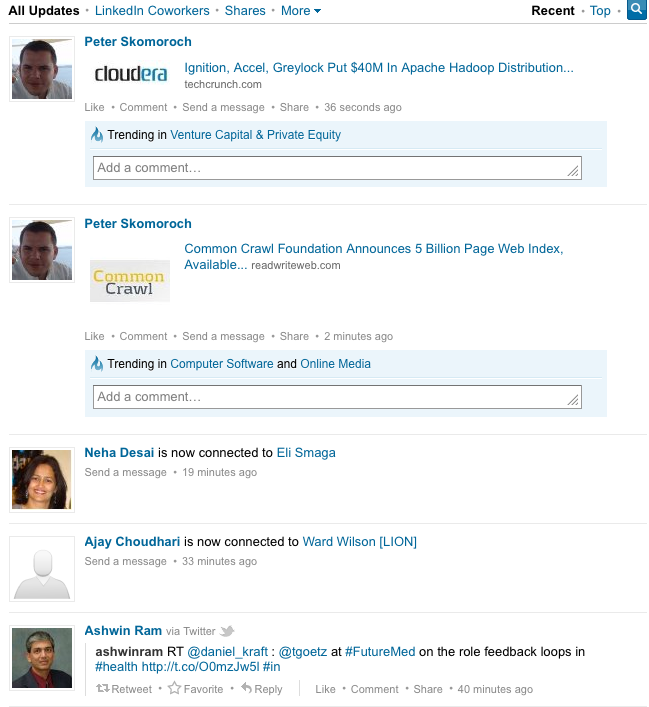 All Updates • LinkedIn Coworkers • Shares • More Recent • Top •
Peter Skomoroch
cloudera
Ignition, Accel, Greylock Put $40M In Apache Hadoop Distribution...
techcrunch.com
Like • Comment • Send a message • Share • 36 seconds ago
Trending in Venture Capital & Private Equity
Add a comment…
Peter Skomoroch
Common Crawl Foundation Announces 5 Billion Page Web Index,
Available... readwriteweb.com
Common
Crawl
Like • Comment • Send a message • Share • 2 minutes ago
Trending in Computer Software and Online Media
Add a comment…
Neha Desai is now connected to Eli Smaga
Send a message • 19 minutes ago
Ajay Choudhari is now connected to Ward Wilson [LION]
Send a message • 33 minutes ago
Ashwin Ram via Twitter
ashwinram RT @daniel_kraft : @tgoetz at #FutureMed on the role feedback loops in
#health http://t.co/O0mzJw5l #in
Retweet • Favorite • Reply Like • Comment • Share • 40 minutes ago